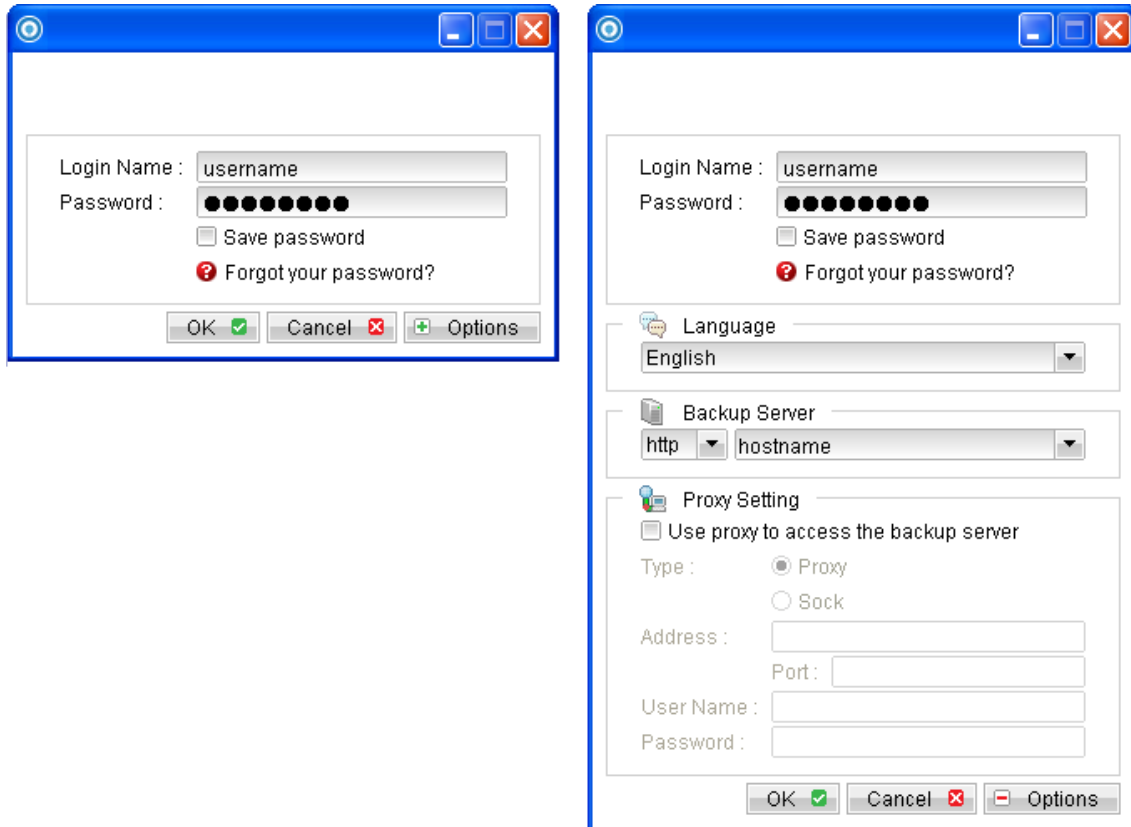 Login Name : username
Password : ●●●●●●●●
Save password
Forgot your password?
OK Cancel Options
Login Name : username
Password : ●●●●●●●●
Save password
Forgot your password?
Language
English
Backup Server
http hostname
Proxy Setting
Use proxy to access the backup server
Type : Proxy
Sock
Address :
Port :
User Name :
Password :
OK Cancel Options